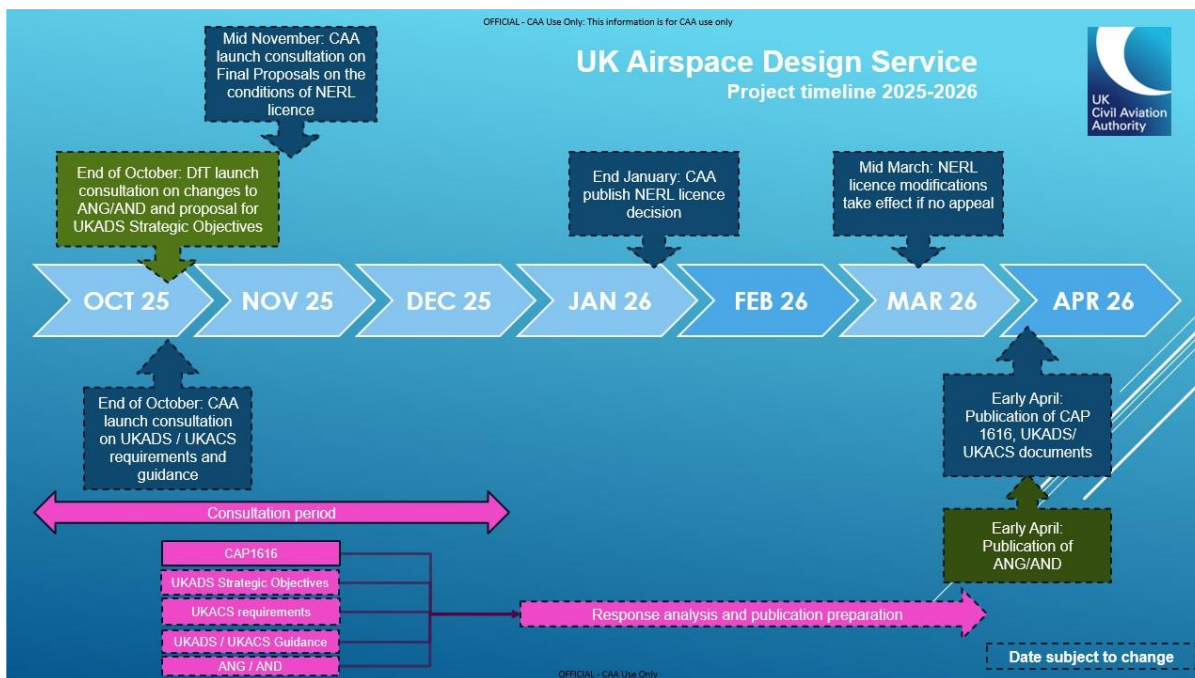 OFFICIAL - CAA Use Only: This information is for CAA use only
UK Airspace Design Service
Project timeline 2025-2026
UK
Civil Aviation
Authority
Mid November: CAA
launch consultation on
Final Proposals on the
conditions of NERL
licence
End of October: DfT launch
consultation on changes to
ANG/AND and proposal for
UKADS Strategic Objectives
End January: CAA
publish NERL licence
decision
Mid March: NERL
licence modifications
take effect if no appeal
OCT 25
NOV 25
DEC 25
JAN 26
FEB 26
MAR 26
APR 26
End of October: CAA
launch consultation
on UKADS / UKACS
requirements and
guidance
Early April:
Publication of CAP
1616, UKADS/
UKACS documents
Consultation period
Early April:
Publication of
ANG/AND
CAP1616
UKADS Strategic Objectives
UKACS requirements
UKADS / UKACS Guidance
ANG / AND
Response analysis and publication preparation
Date subject to change
OFFICIAL - CAA Use Only